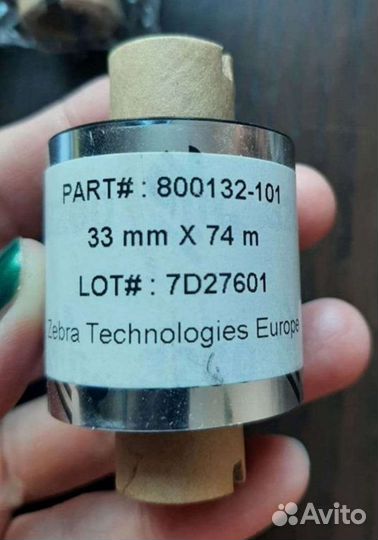 PART# : 800132-101
33 mm X 74 m
LOT# : 7D27601
Zebra Technologies Europe
Avito